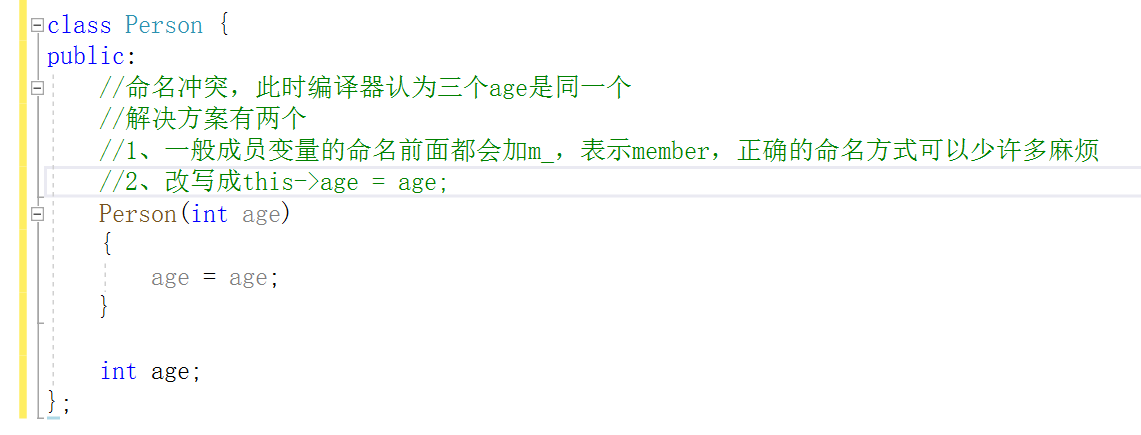 class Person {
public:
//命名冲突，此时编译器认为三个age是同一个
//解决方案有两个
//1、一般成员变量的命名前面都会加m_，表示member，正确的命名方式可以少许多麻烦
//2、改写成this->age = age;
Person(int age)
{
age = age;
}
int age;
};